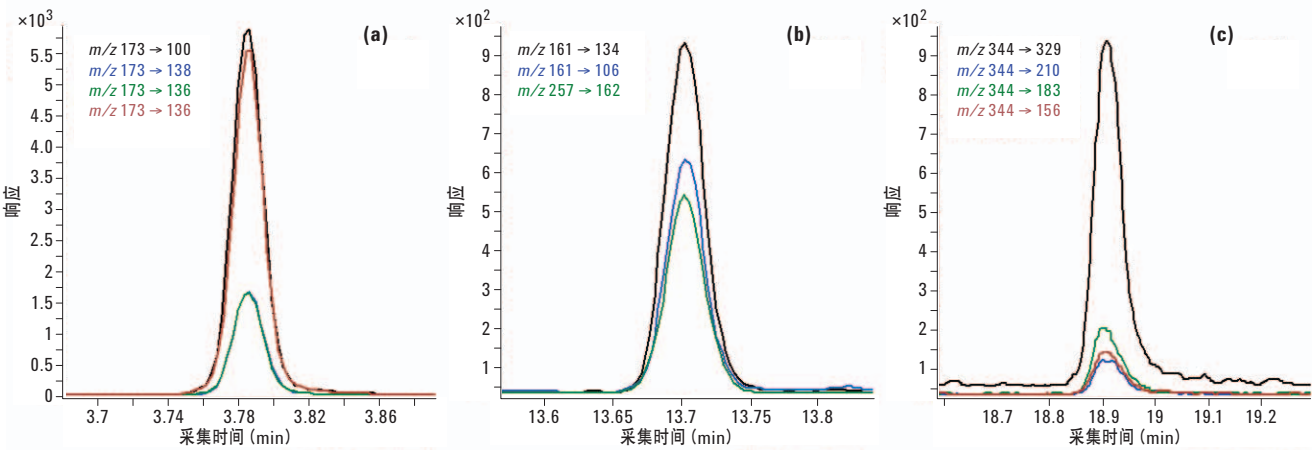 ×10³
(a)
m/z 173 → 100
m/z 173 → 138
m/z 173 → 136
m/z 173 → 136
5.5
5
4.0
4.0
3.5
3
2.5
2
1.5
1
0.5
0
响应
3.7 3.74 3.78 3.82 3.86
采集时间 (min)
×10²
(b)
m/z 161 → 134
m/z 161 → 106
m/z 257 → 162
9
8
7
6
5
4
3
2
1
响应
13.6 13.65 13.7 13.75 13.8
采集时间 (min)
×10²
(c)
m/z 344 → 329
m/z 344 → 210
m/z 344 → 183
m/z 344 → 156
9
8
7
6
5
4
3
2
1
响应
18.7 18.8 18.9 19 19.1 19.2
采集时间 (min)